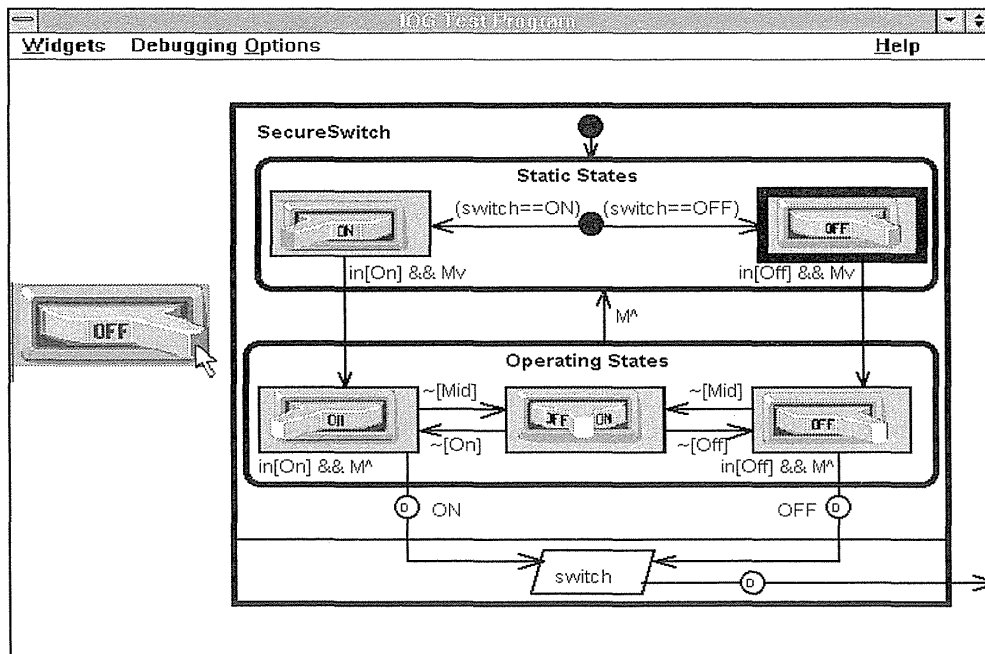 IOG Test Program
Widgets Debugging Options Help
SecureSwitch
Static States
ON
(switch==ON) (switch==OFF)
OFF
in[On] && Mv
in[Off] && Mv
M^
OFF
Operating States
ON
~[Mid]
~[On]
OFF ON
~[Mid]
~[Off]
OFF
in[On] && M^
in[Off] && M^
D ON
OFF D
switch
D